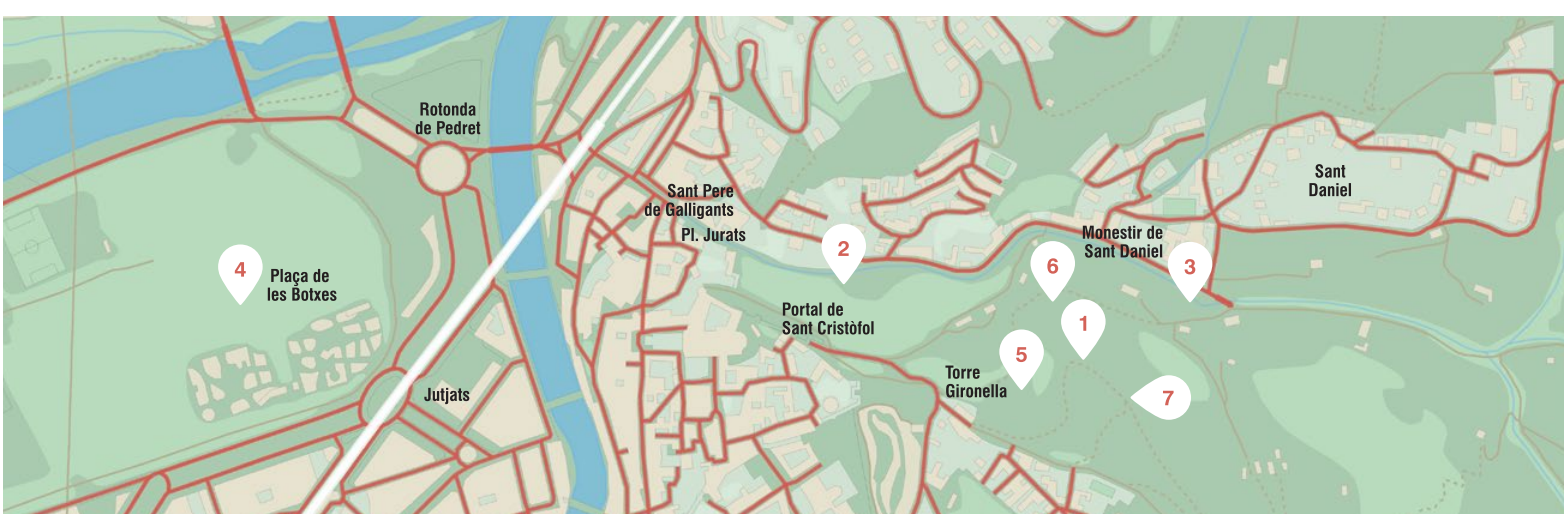 Rotonda
de Pedret
Sant Pere
de Galligants
Pl. Jurats
Sant
Daniel
Monestir de
Sant Daniel
2
6
3
4
Plaça de
les Botxes
Portal de
Sant Cristòfol
1
5
Torre
Gironella
Jutjats
7